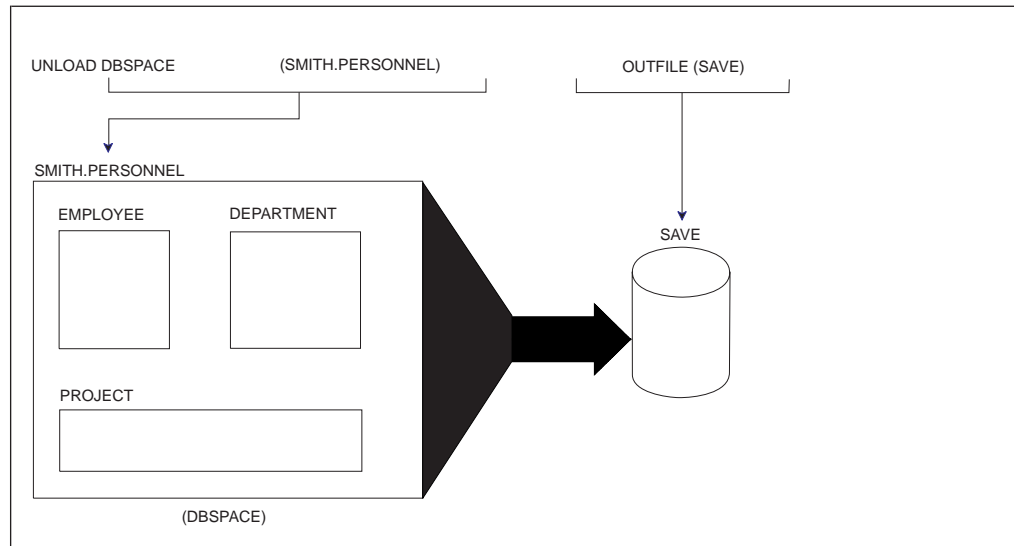 UNLOAD DBSPACE (SMITH.PERSONNEL) OUTFILE (SAVE)
SMITH.PERSONNEL
EMPLOYEE DEPARTMENT
SAVE
PROJECT
(DBSPACE)